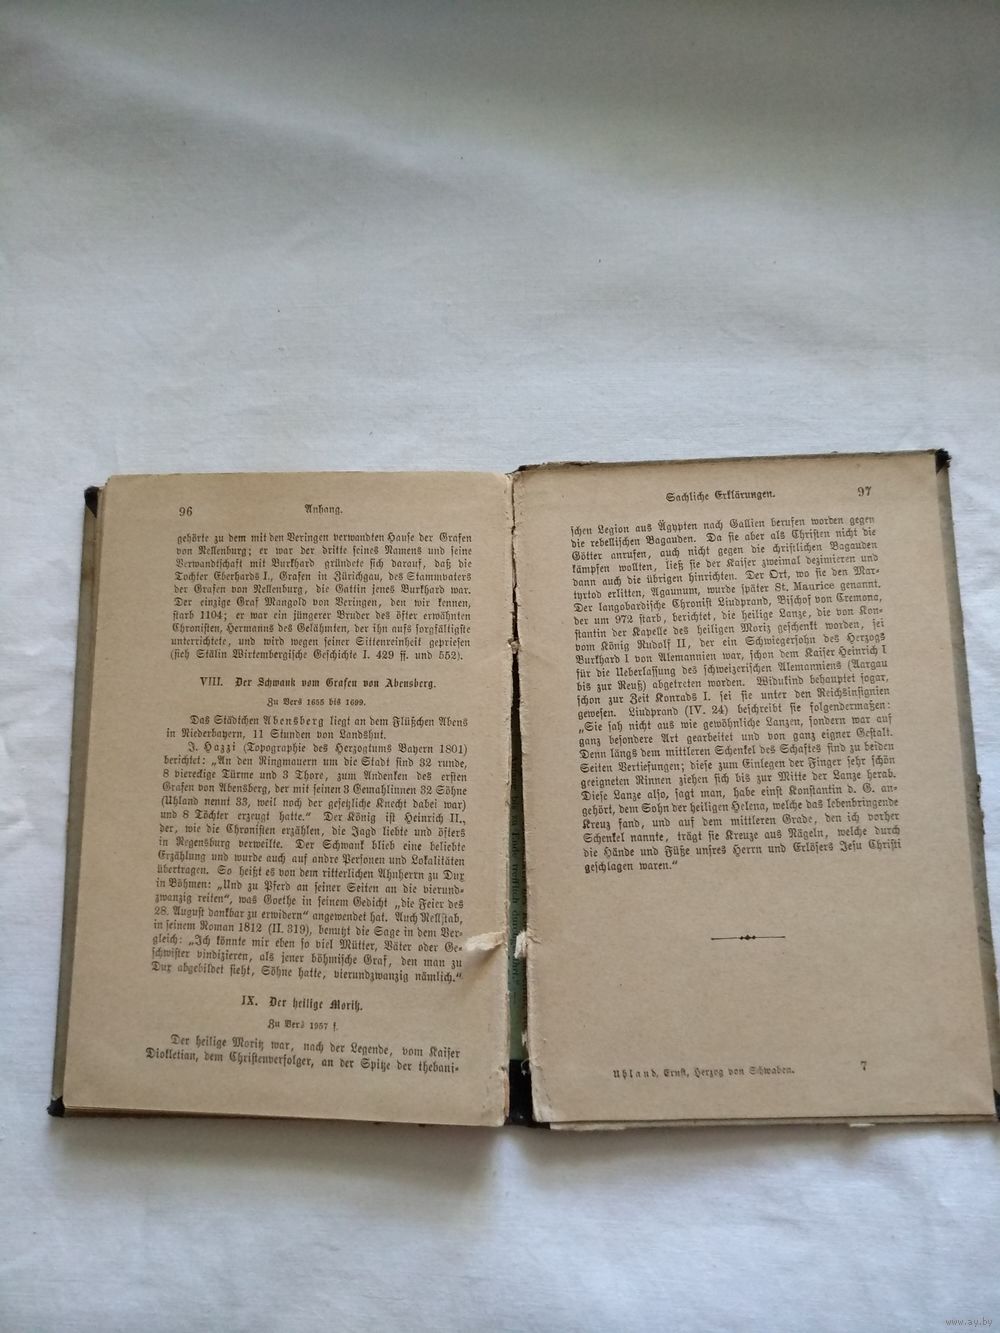 96
Anhang.
gehörte zu dem mit den Veringen verwandten Hause der Grafen
von Nellenburg; er war der dritte seines Namens und seine
Verwandtschaft mit Burkhard gründete sich darauf, daß die
Tochter Eberhards I., Grafen in Zürichgau, des Stammvaters
der Grafen von Nellenburg, die Gattin jenes Burkhard war.
Der einzige Graf Mangold von Veringen, den wir kennen,
starb 1104; er war ein jüngerer Bruder des öfter erwähnten
Chronisten, Hermanns des Gelähmten, der ihn aufs sorgfältigste
unterrichtete, und wird wegen seiner Sittenreinheit gepriesen
(sieh Stälin Wirtembergische Geschichte I. 429 ff. und 552).
VIII. Der Schwank vom Grafen von Abensberg.
Zu Vers 1655 bis 1699.
Das Städtchen Abensberg liegt an dem Flüßchen Abens
in Niederbayern, 11 Stunden von Landshut.
J. Hazzi (Topographie des Herzogtums Bayern 1801)
berichtet: „An den Ringmauern um die Stadt sind 32 runde,
8 viereckige Türme und 3 Thore, zum Andenken des ersten
Grafen von Abensberg, der mit seinen 3 Gemahlinnen 32 Söhne
(Uhland nennt 33, weil noch der gesetzliche Knecht dabei war)
und 8 Töchter erzeugt hatte.“ Der König ist Heinrich II.,
der, wie die Chronisten erzählen, die Jagd liebte und öfters
in Regensburg verweilte. Der Schwank blieb eine beliebte
Erzählung und wurde auch auf andre Personen und Lokalitäten
übertragen. So heißt es von dem ritterlichen Ahnherrn zu Dux
in Böhmen: „Und zu Pferd an seiner Seiten an die vierund-
zwanzig reiten“, was Goethe in seinem Gedicht „die Feier des
28. August dankbar zu erwidern“ angewendet hat. Auch Rellstab,
in seinem Roman 1812 (II. 319), benutzt die Sage in dem Ver-
gleich: „Ich könnte mir eben so viel Mütter, Väter oder Ge-
schwister vindizieren, als jener böhmische Graf, den man zu
Dux abgebildet sieht, Söhne hatte, vierundzwanzig nämlich.“
IX. Der heilige Moritz.
Zu Vers 1957 f.
Der heilige Moritz war, nach der Legende, vom Kaiser
Diolletian, dem Christenverfolger, an der Spitze der thebani-
Sachliche Erklärungen.
97
schen Legion aus Ägypten nach Gallien berufen worden gegen
die rebellischen Bagauden. Da sie aber als Christen nicht die
Götter anrufen, auch nicht gegen die christlichen Bagauden
kämpfen wollten, ließ sie der Kaiser zweimal dezimieren und
dann auch die übrigen hinrichten. Der Ort, wo sie den Mar-
tyrtod erlitten, Agaunum, wurde später St. Maurice genannt.
Der langobardische Chronist Liudprand, Bischof von Cremona,
der um 972 starb, berichtet, die heilige Lanze, die von Kon-
stantin der Kapelle des heiligen Moriz geschenkt worden, sei
vom König Rudolf II, der ein Schwiegersohn des Herzogs
Burkhard I von Alemannien war, schon dem Kaiser Heinrich I
für die Ueberlassung des schweizerischen Alemanniens (Aargau
bis zur Reuß) abgetreten worden. Widukind behauptet sogar,
schon zur Zeit Konrads I. sei sie unter den Reichsinsignien
gewesen. Liudprand (IV. 24) beschreibt sie folgendermaßen:
„Sie sah nicht aus wie gewöhnliche Lanzen, sondern war auf
ganz besondere Art gearbeitet und von ganz eigner Gestalt.
Denn längs dem mittleren Schenkel des Schaftes sind zu beiden
Seiten Vertiefungen; diese zum Einlegen der Finger sehr schön
geeigneten Rinnen ziehen sich bis zur Mitte der Lanze herab.
Diese Lanze also, sagt man, habe einst Konstantin d. G. an-
gehört, dem Sohn der heiligen Helena, welche das lebenbringende
Kreuz fand, und auf dem mittleren Grade, den ich vorher
Schenkel nannte, trägt sie Kreuze aus Nägeln, welche durch
die Hände und Füße unsres Herrn und Erlösers Jesu Christi
geschlagen waren.“
Uhland, Ernst, Herzog von Schwaben.
7
www.ay.by